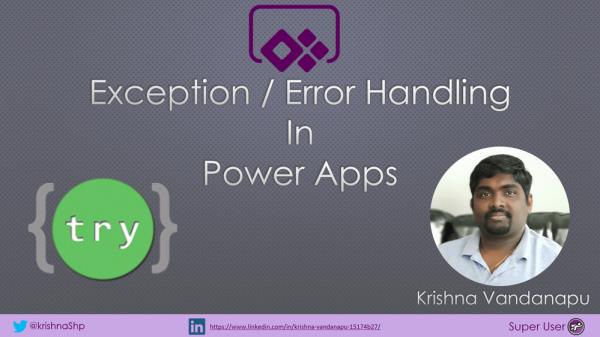 Exception / Error Handling
In
Power Apps
{try}
Krishna Vandanapu
@krishnaShp
in https://www.linkedin.com/in/krishna-vandanapu-15174b27/
Super User